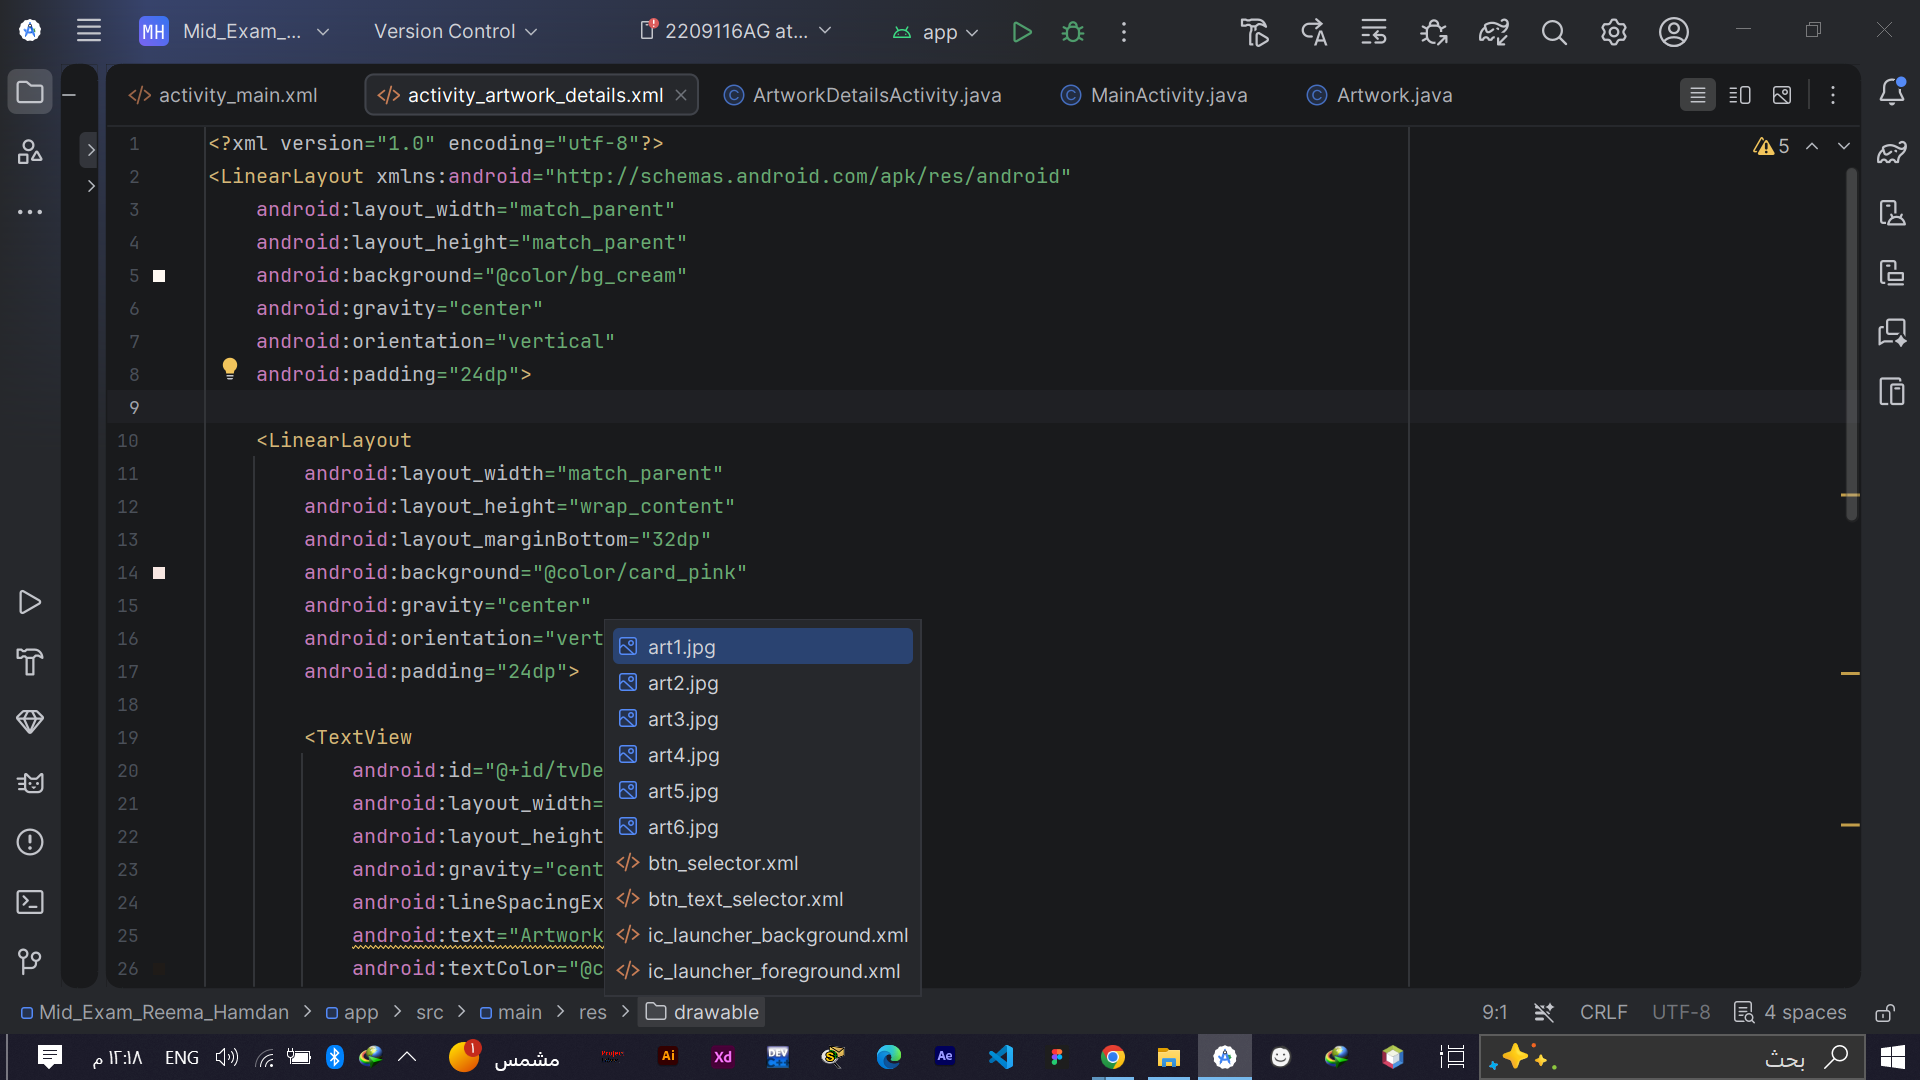 MH Mid_Exam_... Version Control 2209116AG at... app
activity_main.xml activity_artwork_details.xml ArtworkDetailsActivity.java MainActivity.java Artwork.java
5
1 <?xml version="1.0" encoding="utf-8"?>
2 <LinearLayout xmlns:android="http://schemas.android.com/apk/res/android"
3 android:layout_width="match_parent"
4 android:layout_height="match_parent"
5 android:background="@color/bg_cream"
6 android:gravity="center"
7 android:orientation="vertical"
8 android:padding="24dp">
9
10 <LinearLayout
11 android:layout_width="match_parent"
12 android:layout_height="wrap_content"
13 android:layout_marginBottom="32dp"
14 android:background="@color/card_pink"
15 android:gravity="center"
16 android:orientation="vert
17 android:padding="24dp">
18
19 <TextView
20 android:id="@+id/tvDe
21 android:layout_width=
22 android:layout_height
23 android:gravity="cent
24 android:lineSpacingEx
25 android:text="Artwork
26 android:textColor="@c
art1.jpg
art2.jpg
art3.jpg
art4.jpg
art5.jpg
art6.jpg
btn_selector.xml
btn_text_selector.xml
ic_launcher_background.xml
ic_launcher_foreground.xml
Mid_Exam_Reema_Hamdan > app > src > main > res > drawable
9:1 CRLF UTF-8 4 spaces
١٢:١٨ م ENG ١ مشمس Ai Xd DEV C++ Ae بحث